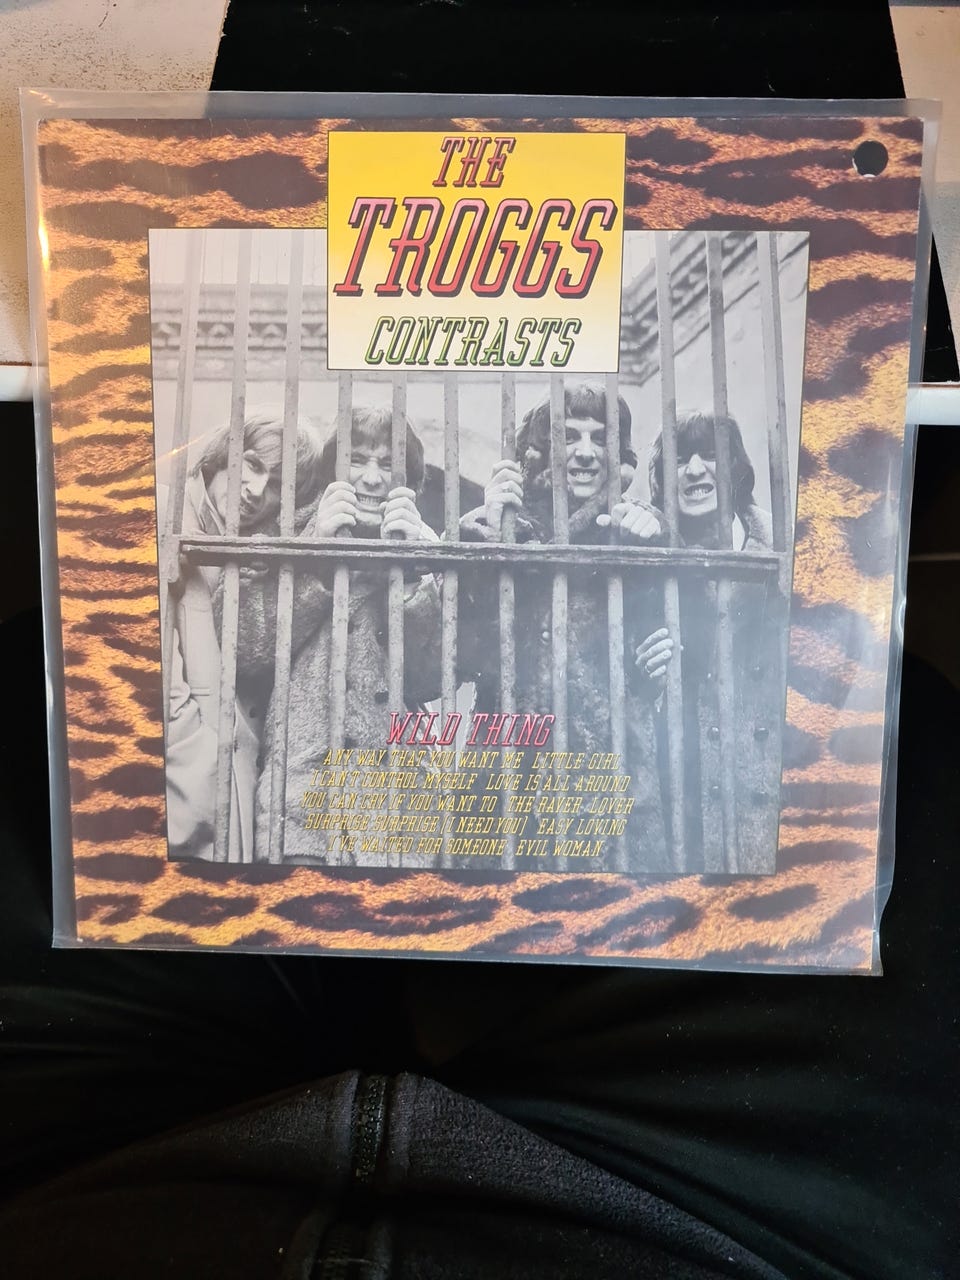 THE
TROGGS
CONTRASTS
WILD THING
ANY WAY THAT YOU WANT ME LITTLE GIRL
I CAN'T CONTROL MYSELF LOVE IS ALL AROUND
YOU CAN CRY IF YOU WANT TO THE RAVER LOVER
SURPRISE SURPRISE (I NEED YOU) EASY LOVING
I'VE WAITED FOR SOMEONE EVIL WOMAN